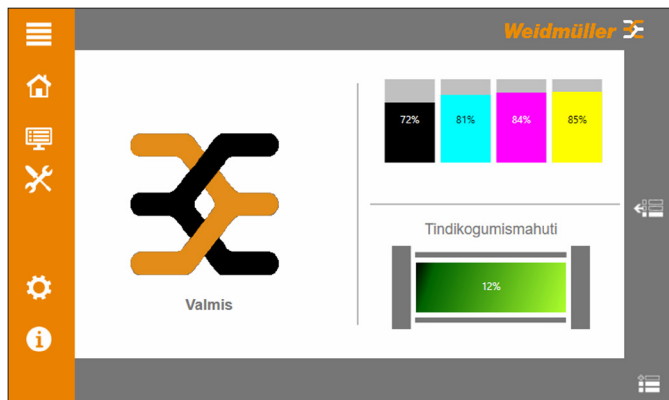 Weidmüller
72%
81%
84%
85%
Tindikogumismahuti
12%
Valmis